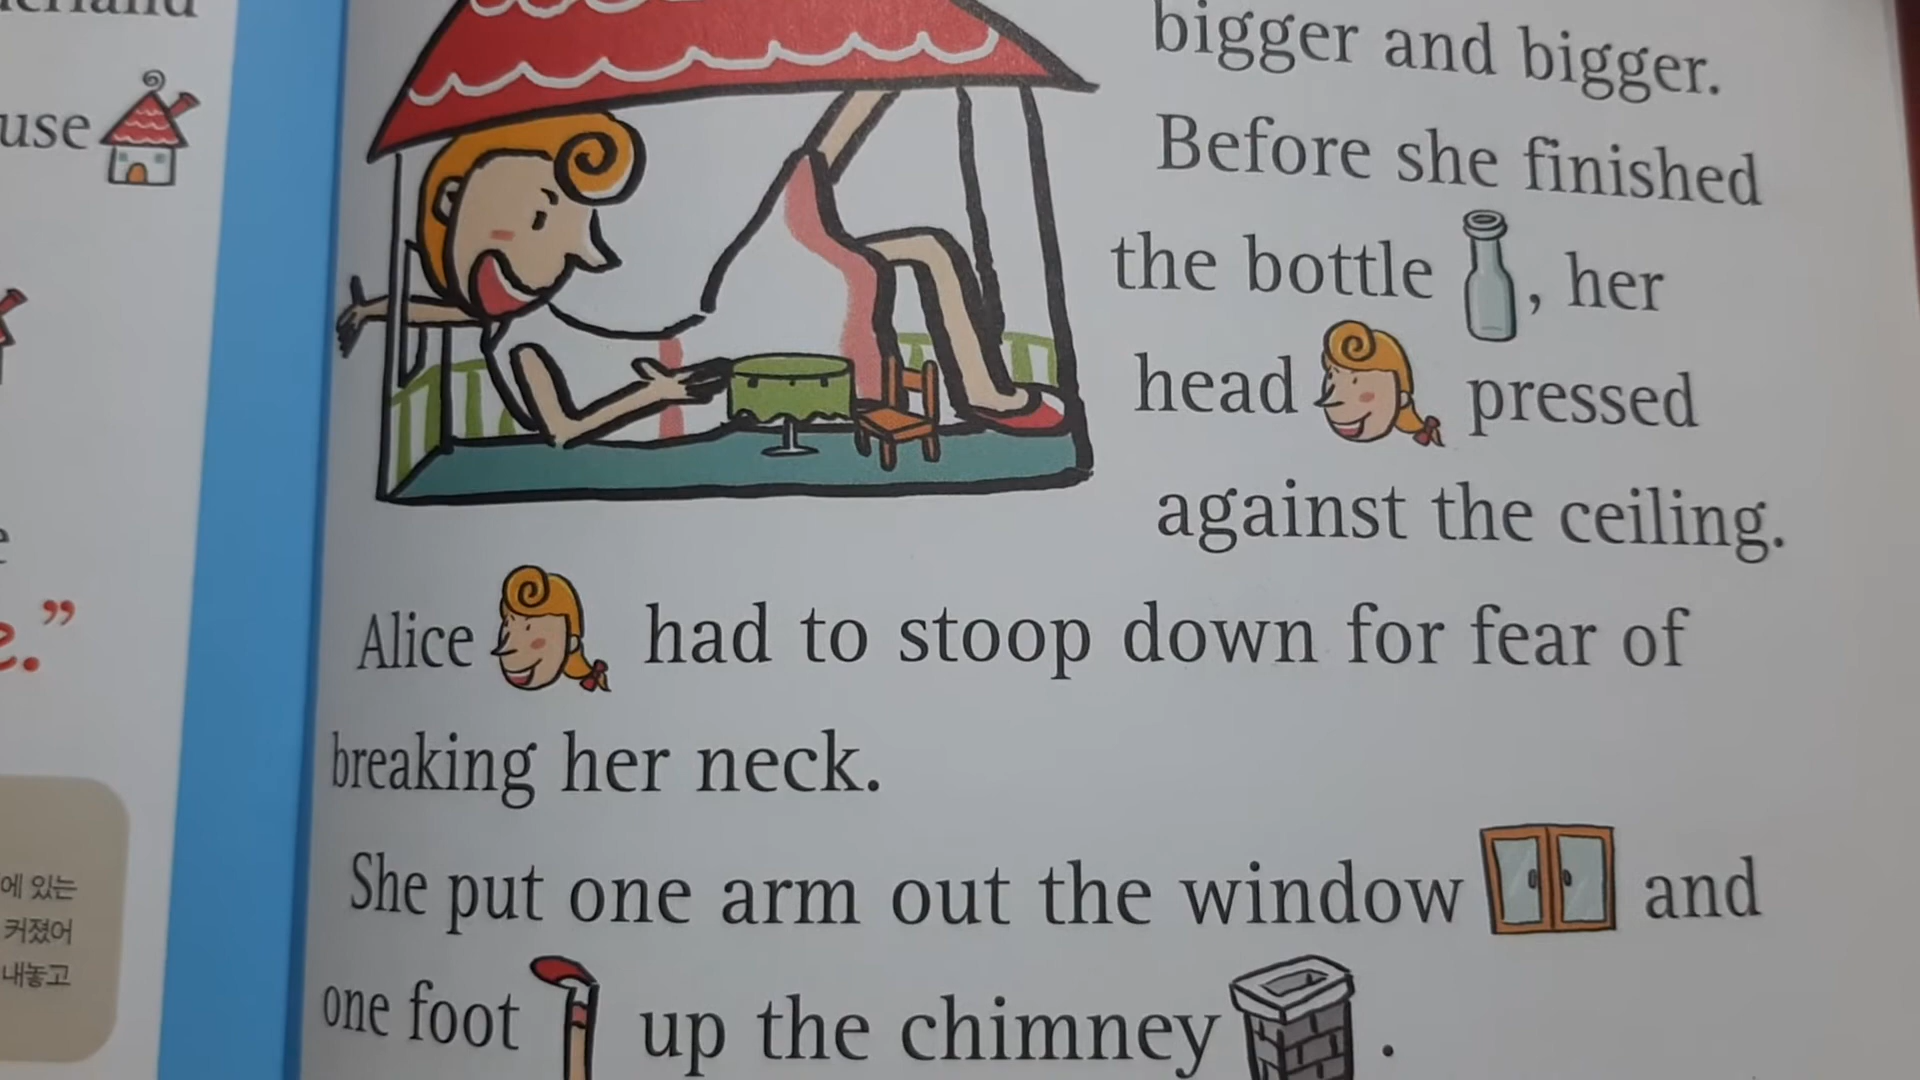 use
”
에 있는
커졌어
내놓고
bigger and bigger.
Before she finished
the bottle , her
head pressed
against the ceiling.
Alice had to stoop down for fear of
breaking her neck.
She put one arm out the window and
one foot up the chimney .